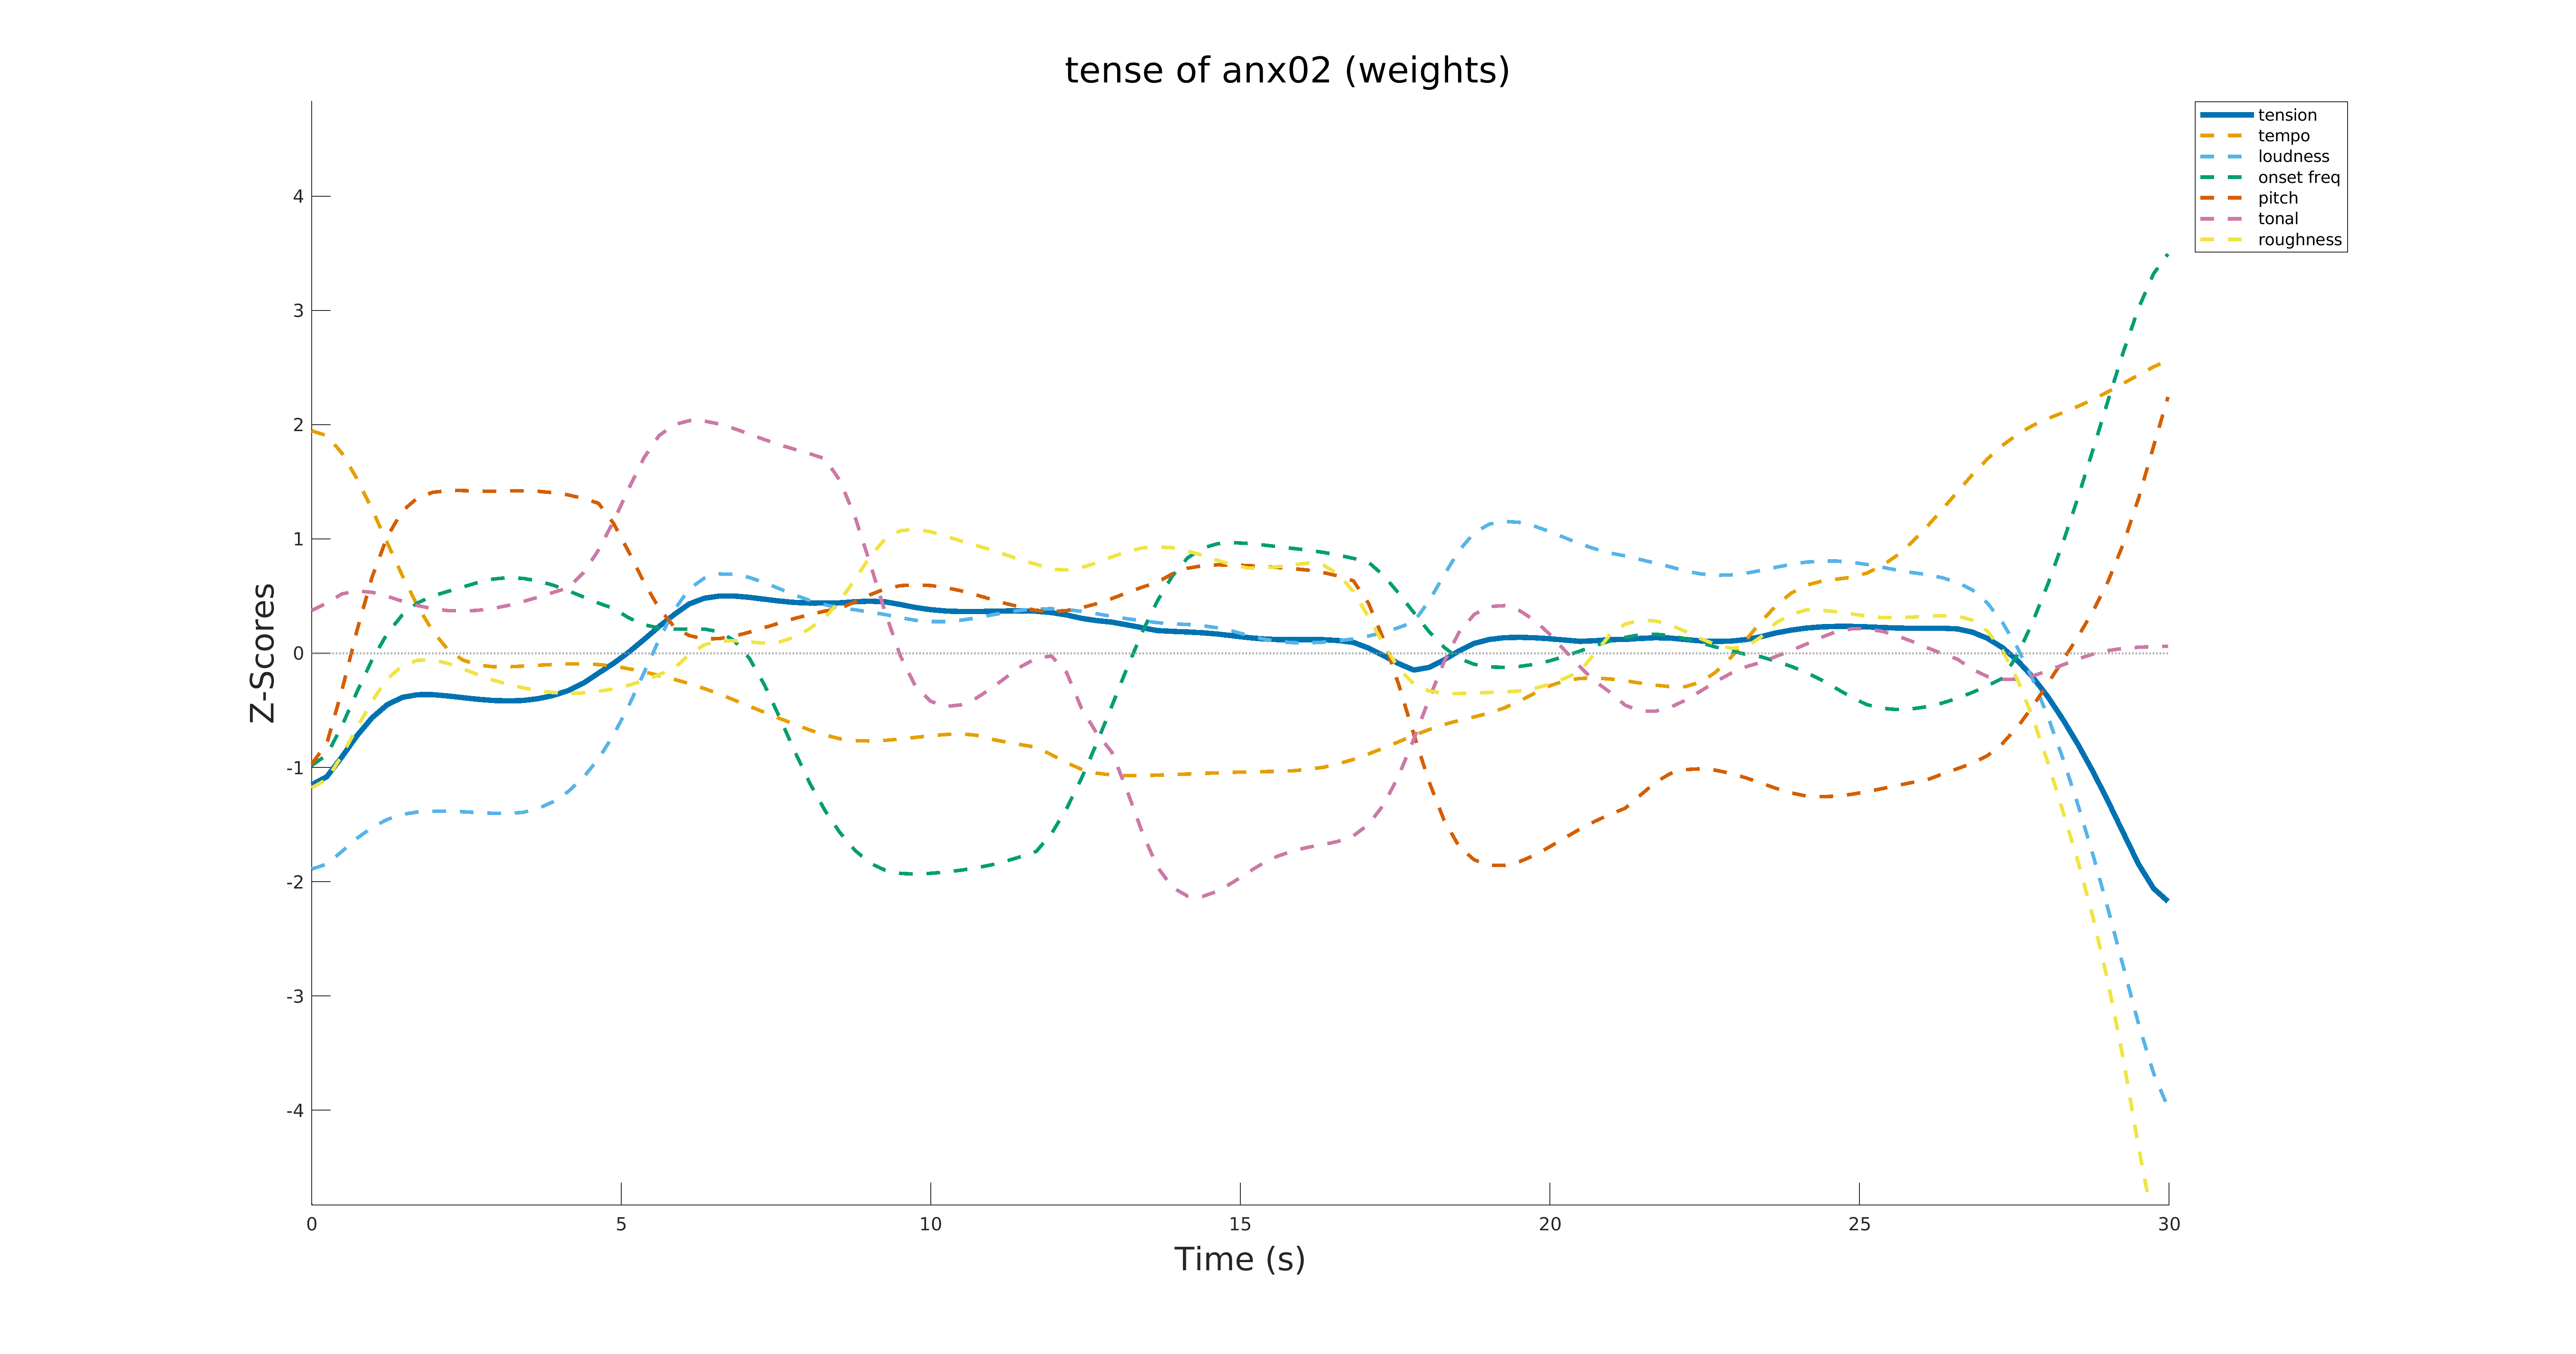 tense of anx02 (weights)
tension
tempo
loudness
onset freq
pitch
tonal
roughness
Z-Scores
4
3
2
1
0
-1
-2
-3
-4
0 5 10 15 20 25 30
Time (s)